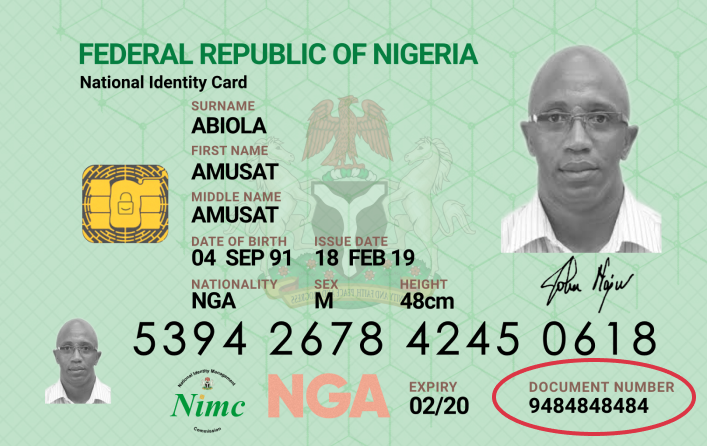 FEDERAL REPUBLIC OF NIGERIA
National Identity Card
SURNAME
ABIOLA
FIRST NAME
AMUSAT
MIDDLE NAME
AMUSAT
DATE OF BIRTH ISSUE DATE
04 SEP 91 18 FEB 19
NATIONALITY SEX HEIGHT
NGA M 48cm
5394 2678 4245 0618
National Identity Management
Nimc
Commission
NGA
EXPIRY
02/20
DOCUMENT NUMBER
9484848484